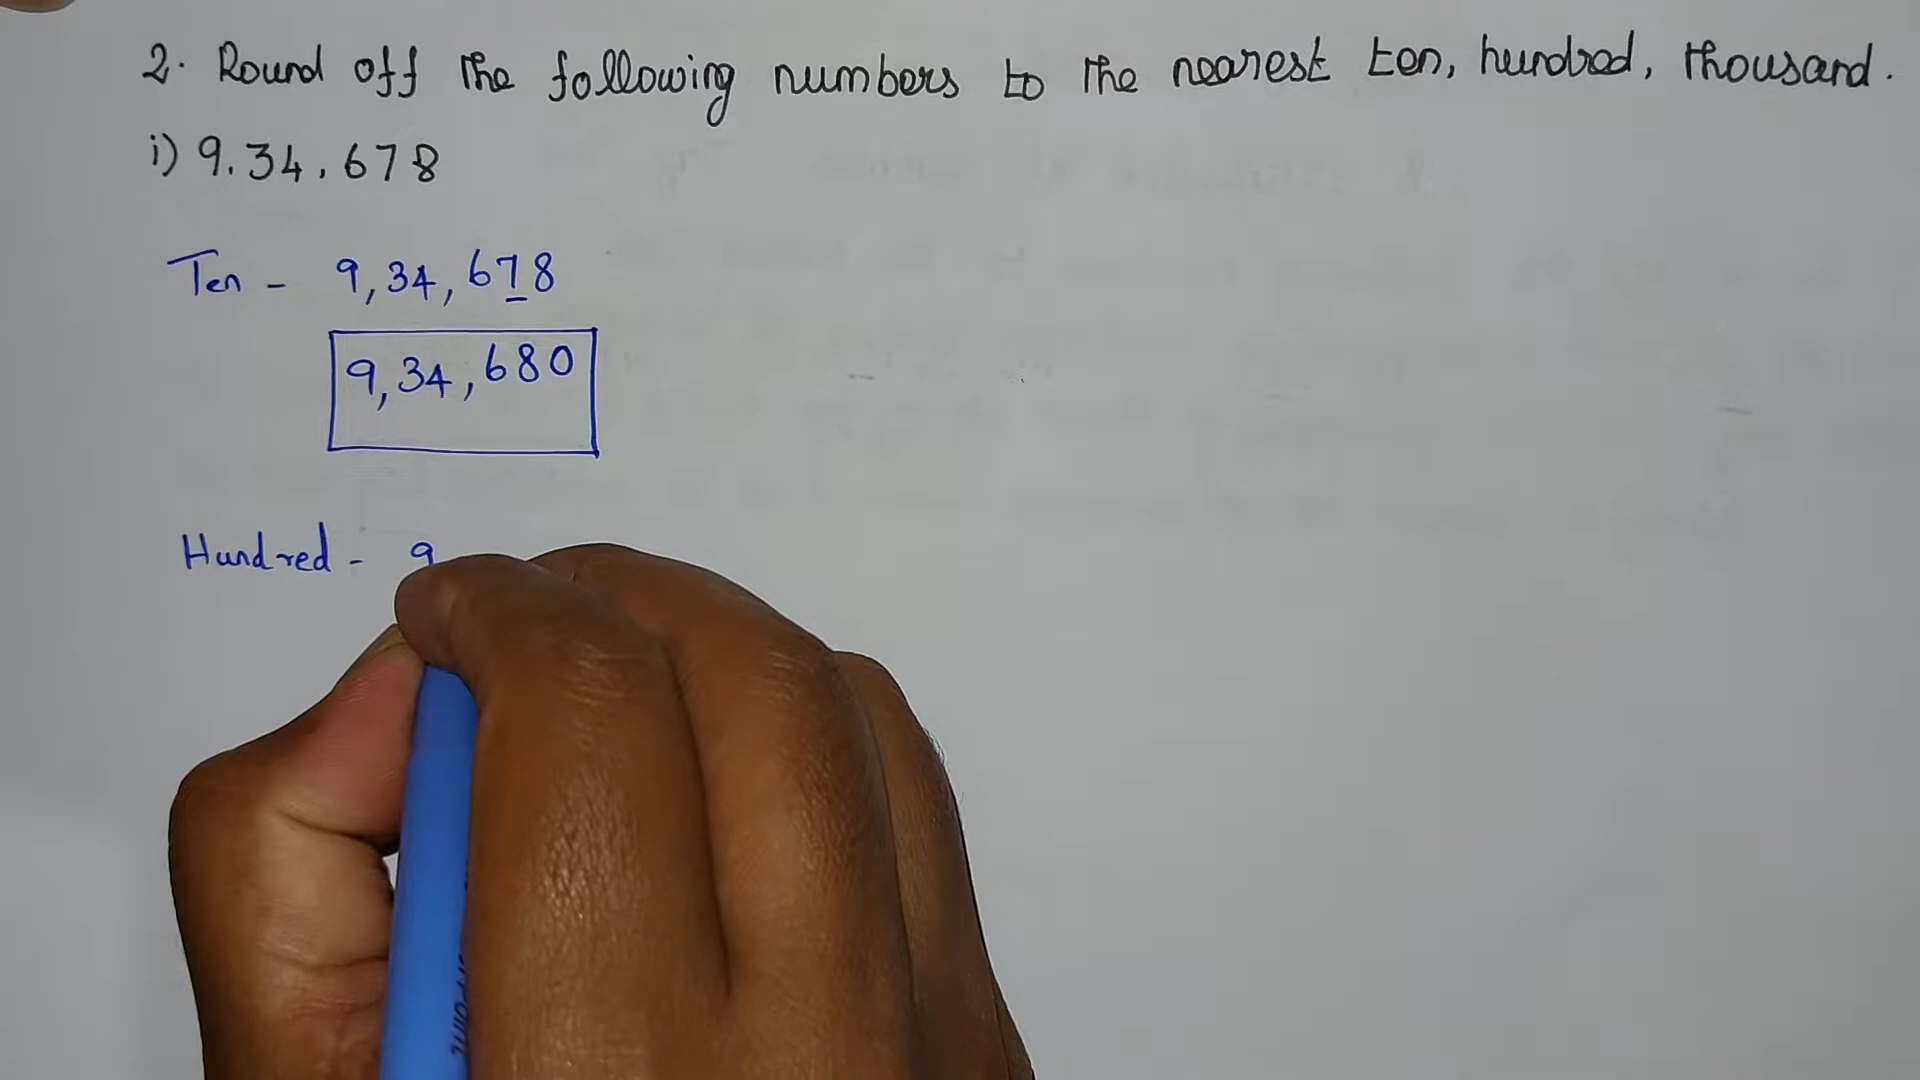 2. Round off the following numbers to the nearest ten, hundred, thousand.
i) 9.34,678
Ten - 9,34,678
9,34,680
Hundred - 9